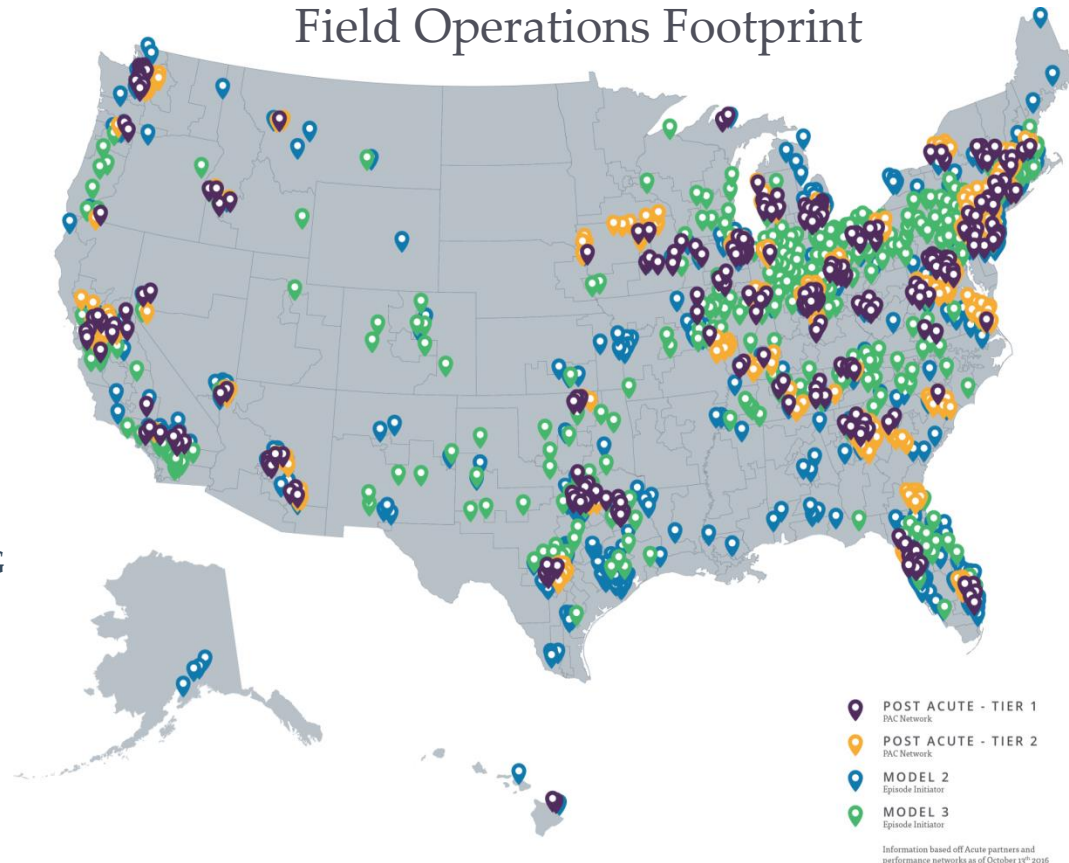 Field Operations Footprint
G
POST ACUTE - TIER 1
PAC Network
POST ACUTE - TIER 2
PAC Network
MODEL 2
Episode Initiator
MODEL 3
Episode Initiator
Information based off Acute partners and
performance networks as of October 13th 2016